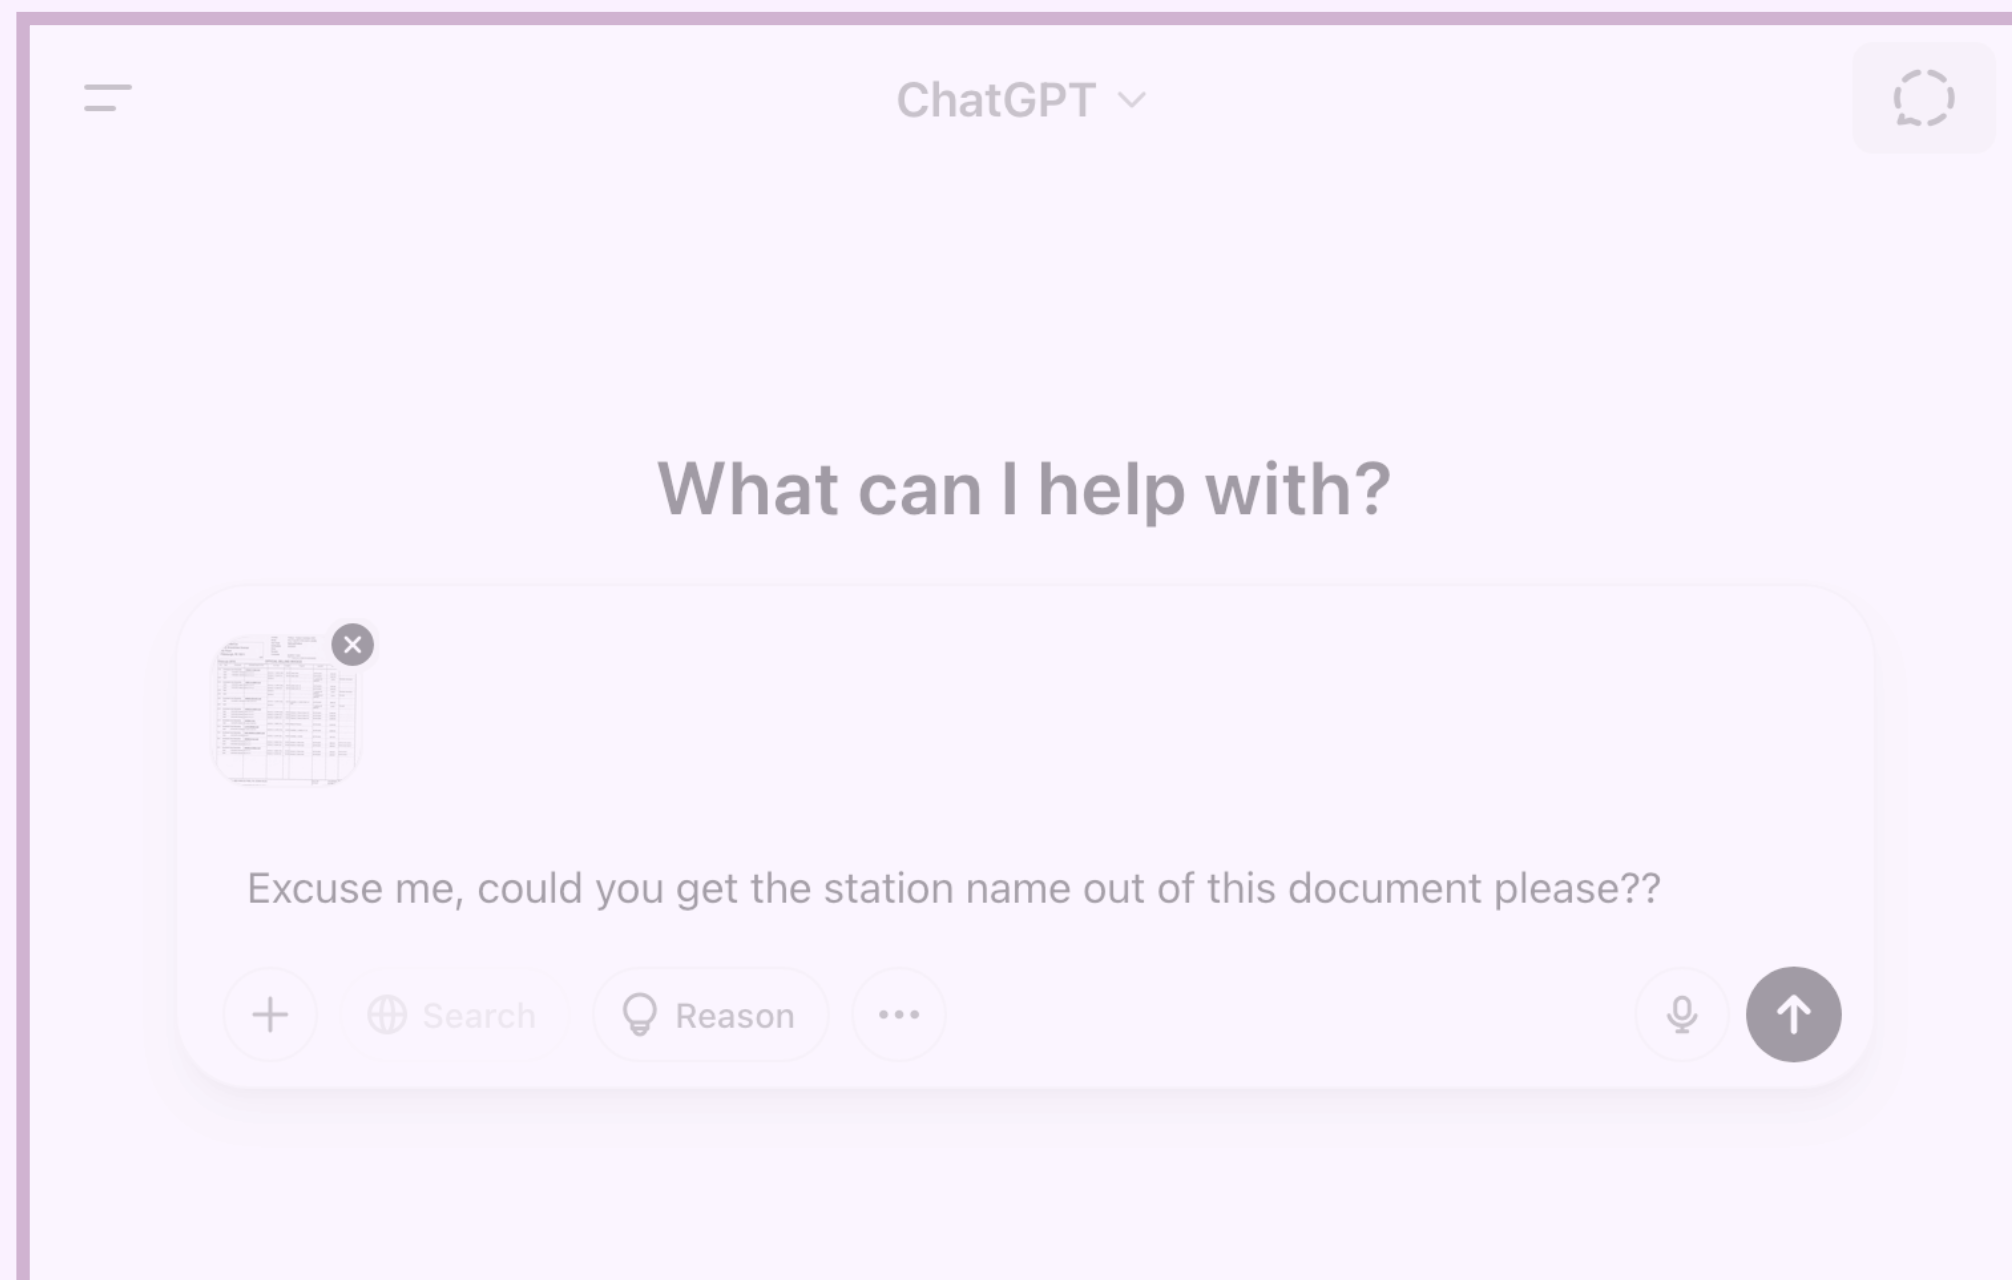 ChatGPT
What can I help with?
Excuse me, could you get the station name out of this document please??
Search
Reason